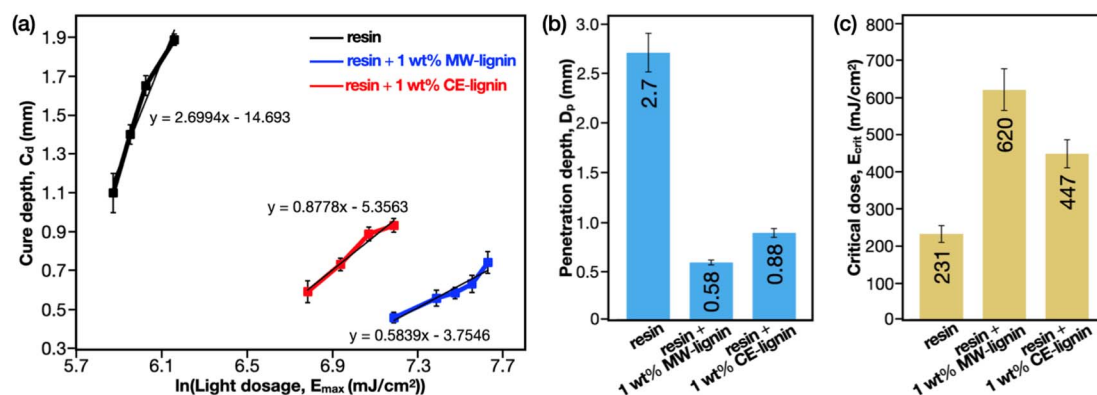 (a)
resin
resin + 1 wt% MW-lignin
resin + 1 wt% CE-lignin
y = 2.6994x - 14.693
y = 0.8778x - 5.3563
y = 0.5839x - 3.7546
Cure depth, Cd (mm)
1.9
1.7
1.5
1.3
1.1
0.9
0.7
0.5
0.3
5.7 6.1 6.5 6.9 7.3 7.7
ln(Light dosage, Emax (mJ/cm²))
(b)
Penetration depth, Dp (mm)
3.0
2.5
2.0
1.5
1.0
0.5
0
2.7
0.58
0.88
resin
resin +
1 wt% MW-lignin
resin +
1 wt% CE-lignin
(c)
Critical dose, Ecrit (mJ/cm²)
800
700
600
500
400
300
200
100
0
231
620
447
resin
resin +
1 wt% MW-lignin
resin +
1 wt% CE-lignin